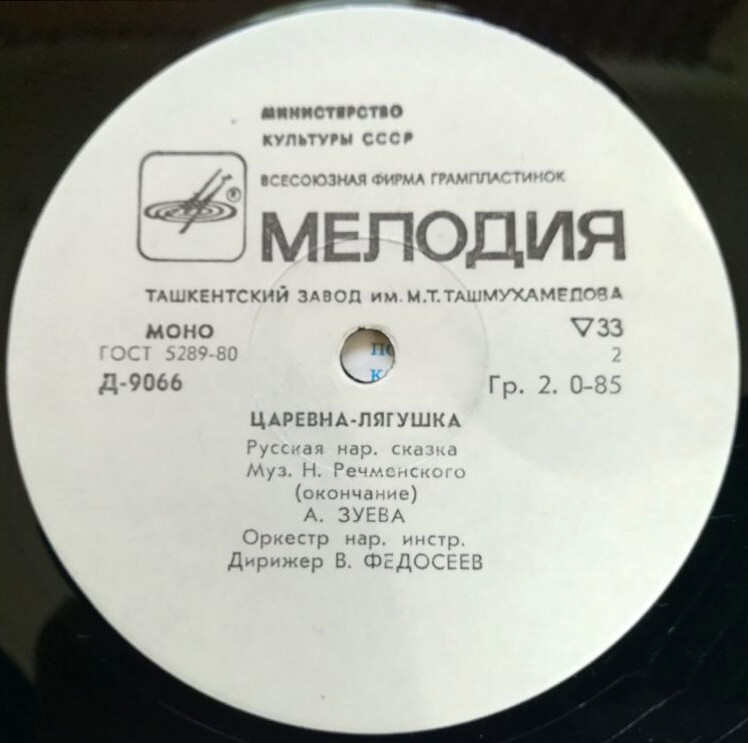 МИНИСТЕРСТВО
КУЛЬТУРЫ СССР
ВСЕСОЮЗНАЯ ФИРМА ГРАМПЛАСТИНОК
МЕЛОДИЯ
ТАШКЕНТСКИЙ ЗАВОД ИМ. М.Т. ТАШМУХАМЕДОВА
МОНО ▽33
ГОСТ 5289-80 2
Д-9066 Гр. 2. 0-85
ЦАРЕВНА-ЛЯГУШКА
Русская нар. сказка
Муз. Н. Речменского
(окончание)
А. ЗУЕВА
Оркестр нар. инстр.
Дирижер В. ФЕДОСЕЕВ